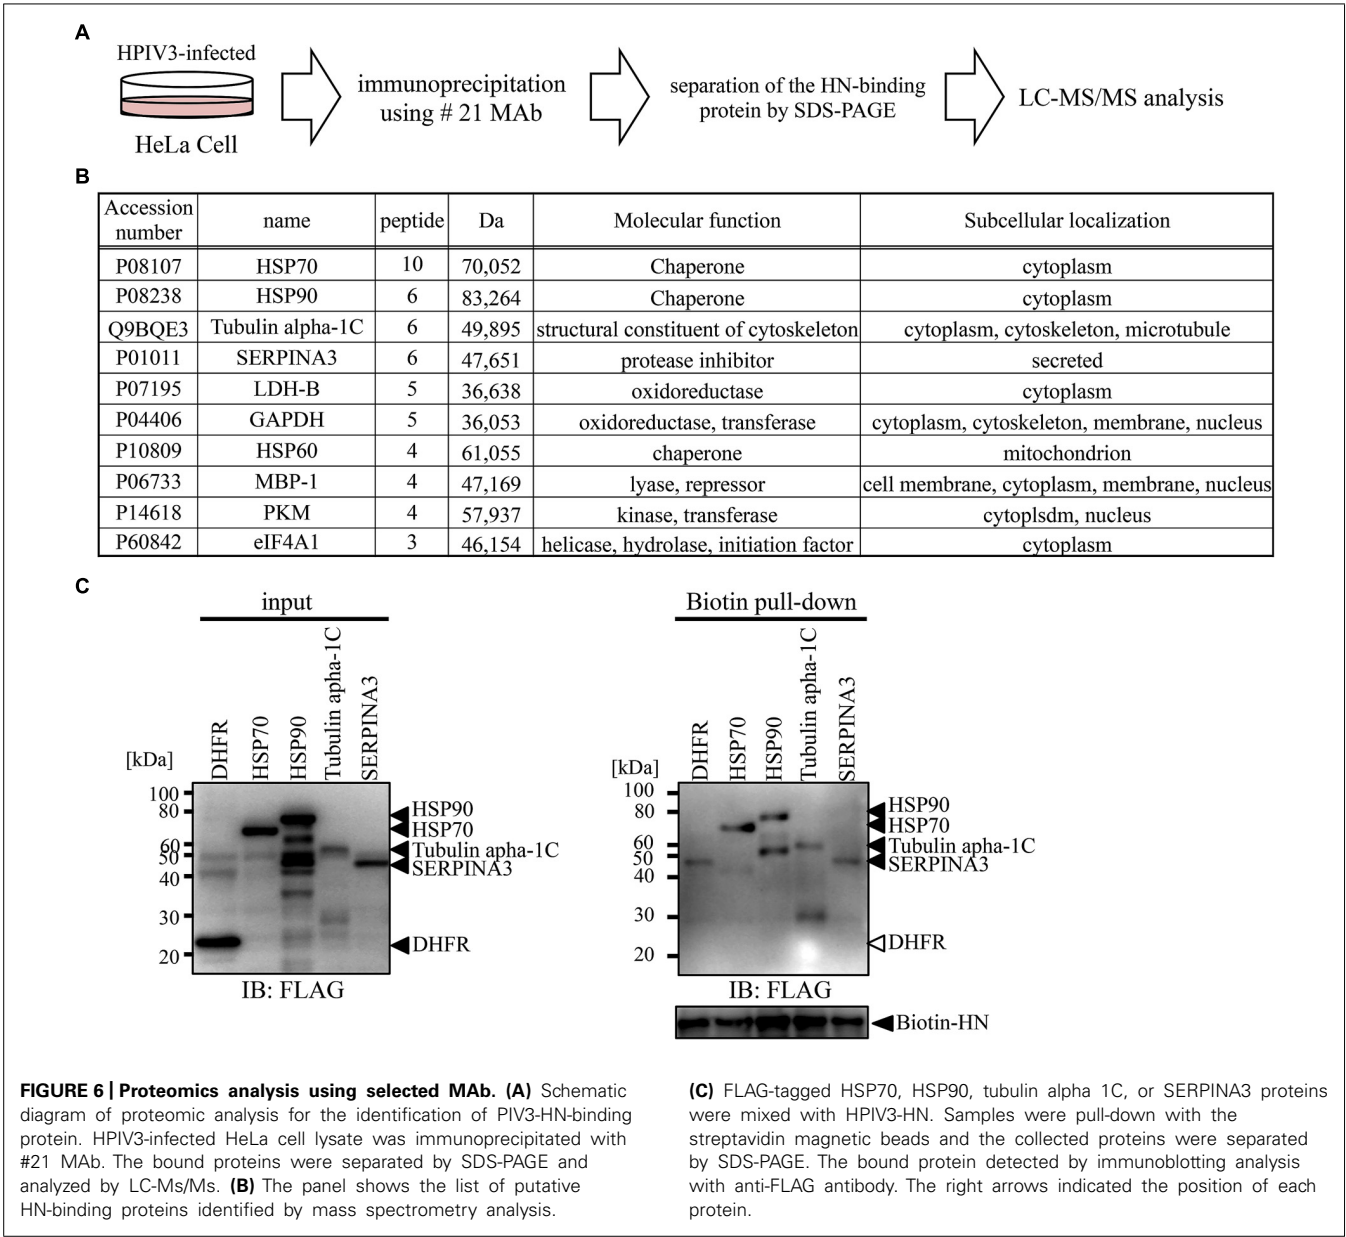 A
HPIV3-infected
HeLa Cell
immunoprecipitation
using # 21 MAb
separation of the HN-binding
protein by SDS-PAGE
LC-MS/MS analysis
B
Accession number name peptide Da Molecular function Subcellular localization
P08107 HSP70 10 70,052 Chaperone cytoplasm
P08238 HSP90 6 83,264 Chaperone cytoplasm
Q9BQE3 Tubulin alpha-1C 6 49,895 structural constituent of cytoskeleton cytoplasm, cytoskeleton, microtubule
P01011 SERPINA3 6 47,651 protease inhibitor secreted
P07195 LDH-B 5 36,638 oxidoreductase cytoplasm
P04406 GAPDH 5 36,053 oxidoreductase, transferase cytoplasm, cytoskeleton, membrane, nucleus
P10809 HSP60 4 61,055 chaperone mitochondrion
P06733 MBP-1 4 47,169 lyase, repressor cell membrane, cytoplasm, membrane, nucleus
P14618 PKM 4 57,937 kinase, transferase cytoplsdm, nucleus
P60842 eIF4A1 3 46,154 helicase, hydrolase, initiation factor cytoplasm
C
input
DHFR
HSP70
HSP90
Tubulin apha-1C
SERPINA3
[kDa]
100
80
60
50
40
30
20
HSP90
HSP70
Tubulin apha-1C
SERPINA3
DHFR
IB: FLAG
Biotin pull-down
DHFR
HSP70
HSP90
Tubulin apha-1C
SERPINA3
[kDa]
100
80
60
50
40
30
20
HSP90
HSP70
Tubulin apha-1C
SERPINA3
DHFR
IB: FLAG
Biotin-HN
FIGURE 6 | Proteomics analysis using selected MAb. (A) Schematic
diagram of proteomic analysis for the identification of PIV3-HN-binding
protein. HPIV3-infected HeLa cell lysate was immunoprecipitated with
#21 MAb. The bound proteins were separated by SDS-PAGE and
analyzed by LC-Ms/Ms. (B) The panel shows the list of putative
HN-binding proteins identified by mass spectrometry analysis.
(C) FLAG-tagged HSP70, HSP90, tubulin alpha 1C, or SERPINA3 proteins
were mixed with HPIV3-HN. Samples were pull-down with the
streptavidin magnetic beads and the collected proteins were separated
by SDS-PAGE. The bound protein detected by immunoblotting analysis
with anti-FLAG antibody. The right arrows indicated the position of each
protein.